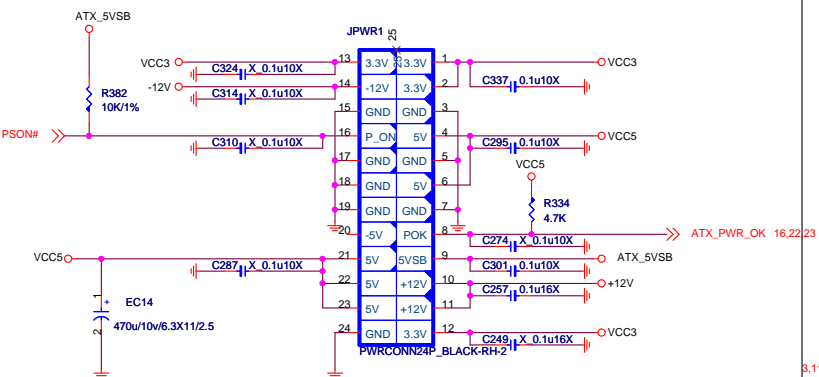 ATX_5VSB
JPWR1
25
25
VCC3
C324 X_0.1u10X
13
3.3V
3.3V
1
VCC3
-12V
C314 X_0.1u10X
14
-12V
3.3V
2
C337 0.1u10X
R382
10K/1%
15
GND
GND
3
PSON#
C310 X_0.1u10X
16
P_ON
5V
4
C295 0.1u10X
VCC5
17
GND
GND
5
VCC5
18
GND
5V
6
R334
4.7K
19
GND
GND
7
20
-5V
POK
8
C274 X_0.1u10X
ATX_PWR_OK 16,22,23
VCC5
C287 X_0.1u10X
21
5V
5VSB
9
C301 0.1u10X
ATX_5VSB
22
5V
+12V
10
C257 0.1u16X
+12V
1
+
EC14
2
470u/10v/6.3X11/2.5
23
5V
+12V
11
24
GND
3.3V
12
C249 X_0.1u16X
VCC3
PWRCONN24P_BLACK-RH-2